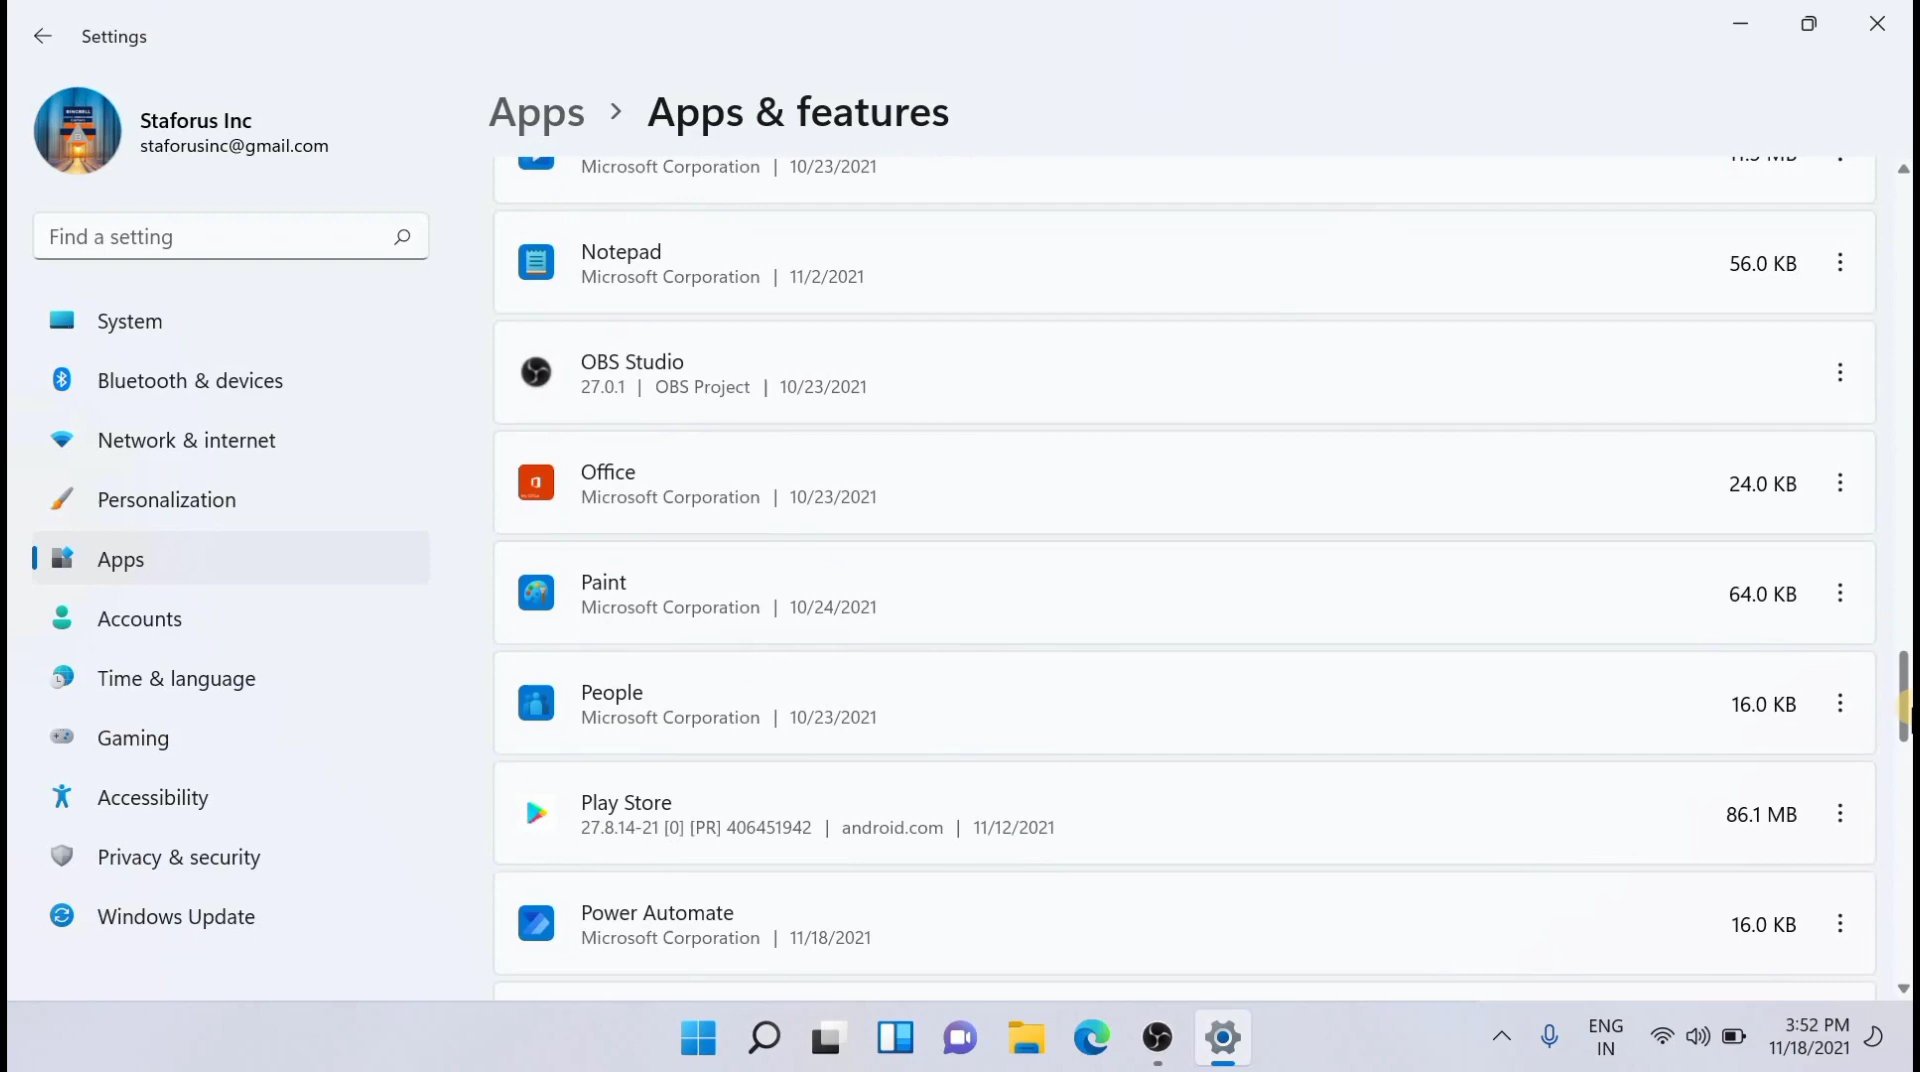 Settings
Staforus Inc
staforusinc@gmail.com
Find a setting
System
Bluetooth & devices
Network & internet
Personalization
Apps
Accounts
Time & language
Gaming
Accessibility
Privacy & security
Windows Update
Apps > Apps & features
Microsoft Corporation | 10/23/2021
Notepad
Microsoft Corporation | 11/2/2021
56.0 KB
OBS Studio
27.0.1 | OBS Project | 10/23/2021
Office
Microsoft Corporation | 10/23/2021
24.0 KB
Paint
Microsoft Corporation | 10/24/2021
64.0 KB
People
Microsoft Corporation | 10/23/2021
16.0 KB
Play Store
27.8.14-21 [0] [PR] 406451942 | android.com | 11/12/2021
86.1 MB
Power Automate
Microsoft Corporation | 11/18/2021
16.0 KB
ENG
IN
3:52 PM
11/18/2021